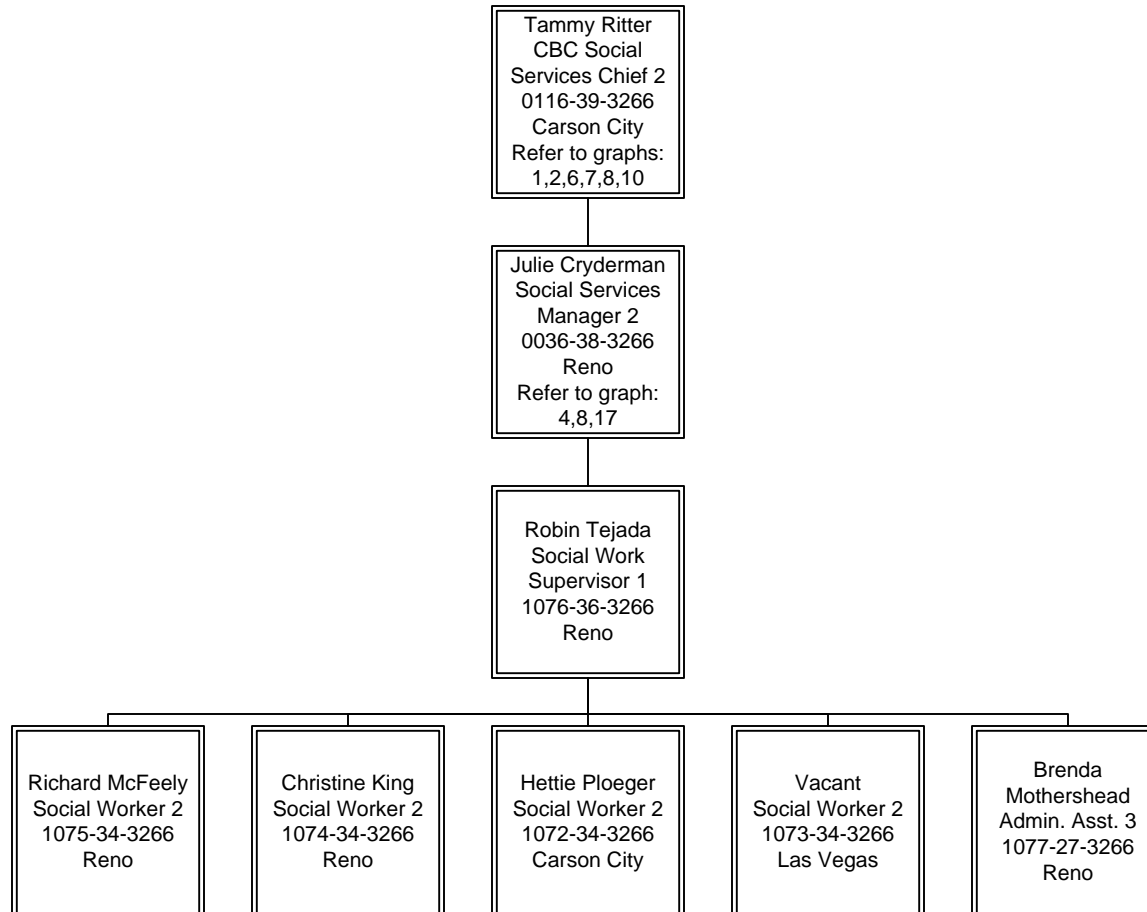 Tammy Ritter
CBC Social
Services Chief 2
0116-39-3266
Carson City
Refer to graphs:
1,2,6,7,8,10
Julie Cryderman
Social Services
Manager 2
0036-38-3266
Reno
Refer to graph:
4,8,17
Robin Tejada
Social Work
Supervisor 1
1076-36-3266
Reno
Richard McFeely
Social Worker 2
1075-34-3266
Reno
Christine King
Social Worker 2
1074-34-3266
Reno
Hettie Ploeger
Social Worker 2
1072-34-3266
Carson City
Vacant
Social Worker 2
1073-34-3266
Las Vegas
Brenda
Mothershead
Admin. Asst. 3
1077-27-3266
Reno